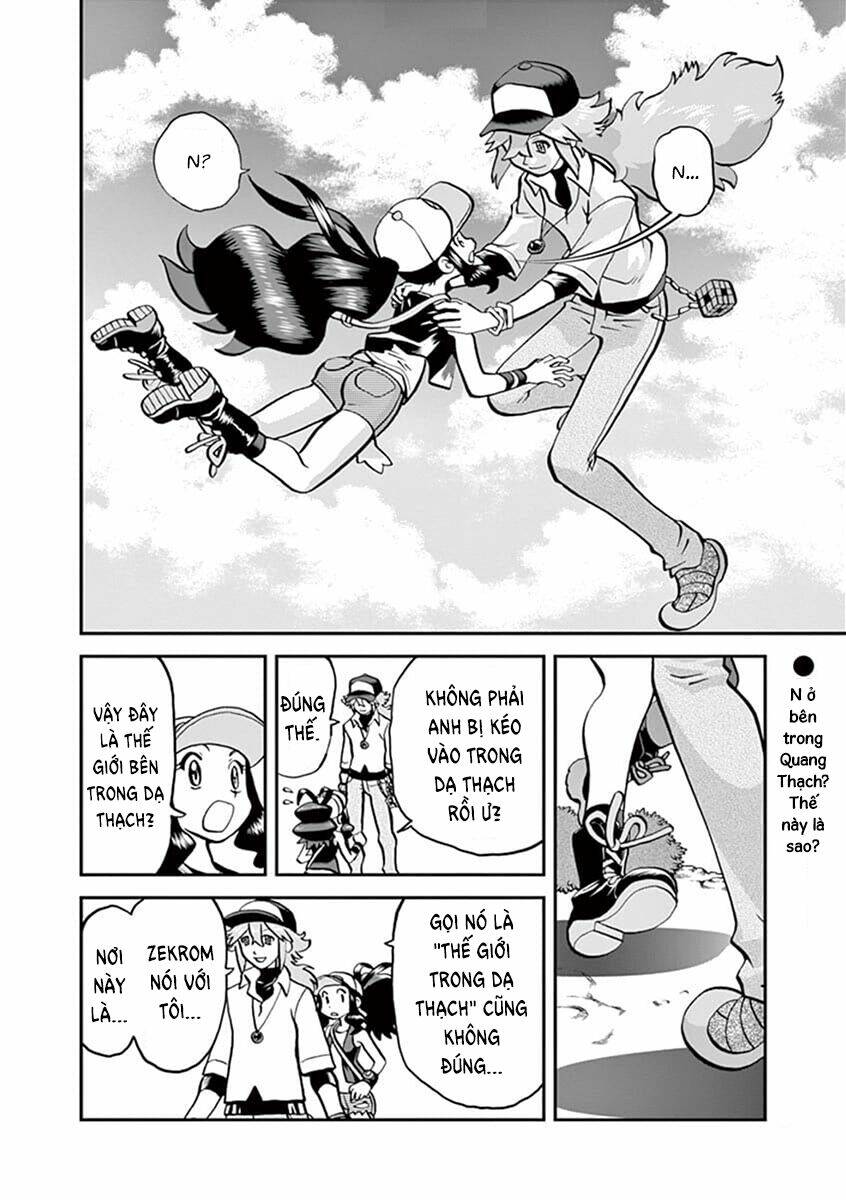 N...
N?
N ở
bên
trong
Quang
Thạch?
Thế
này là
sao?
KHÔNG PHẢI
ANH BỊ KÉO
VÀO TRONG
DẠ THẠCH
RỒI Ư?
ĐÚNG
THẾ.
VẬY ĐÂY
LÀ THẾ
GIỚI BÊN
TRONG DẠ
THẠCH?
GỌI NÓ LÀ
"THẾ GIỚI
TRONG DẠ
THẠCH" CŨNG
KHÔNG
ĐÚNG...
ZEKROM
NÓI VỚI
TÔI...
NƠI
NÀY
LÀ...